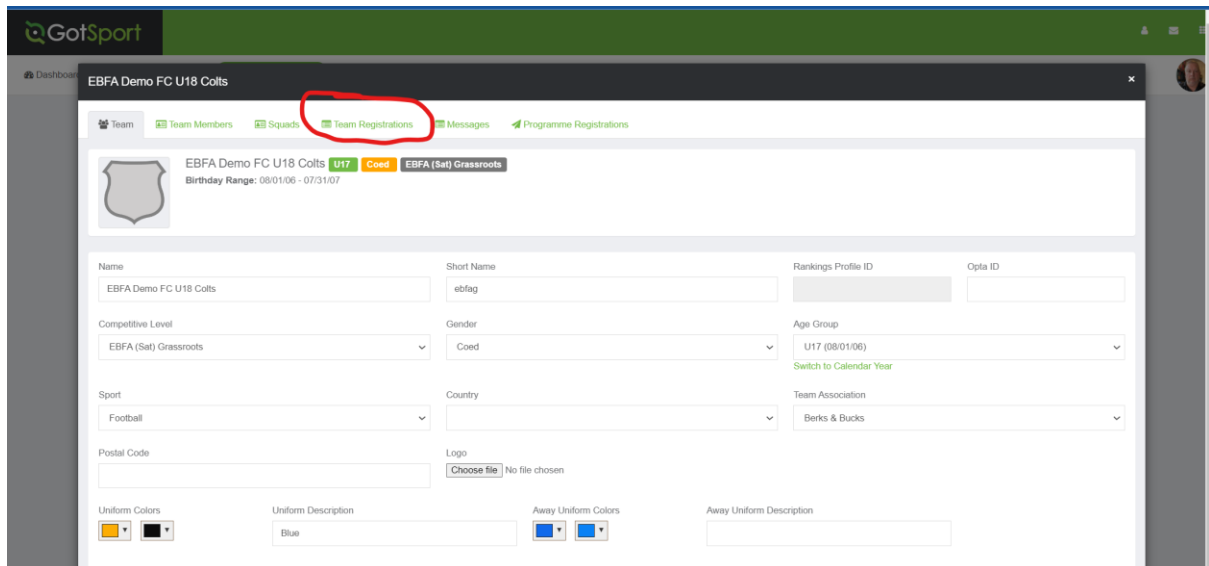 GotSport
Dashboar
EBFA Demo FC U18 Colts ×
Team Team Members Squads Team Registrations Messages Programme Registrations
EBFA Demo FC U18 Colts U17 Coed EBFA (Sat) Grassroots
Birthday Range: 08/01/06 - 07/31/07
Name Short Name Rankings Profile ID Opta ID
EBFA Demo FC U18 Colts ebfag
Competitive Level Gender Age Group
EBFA (Sat) Grassroots Coed U17 (08/01/06)
Switch to Calendar Year
Sport Country Team Association
Football Berks & Bucks
Postal Code Logo
Choose file No file chosen
Uniform Colors Uniform Description Away Uniform Colors Away Uniform Description
Blue